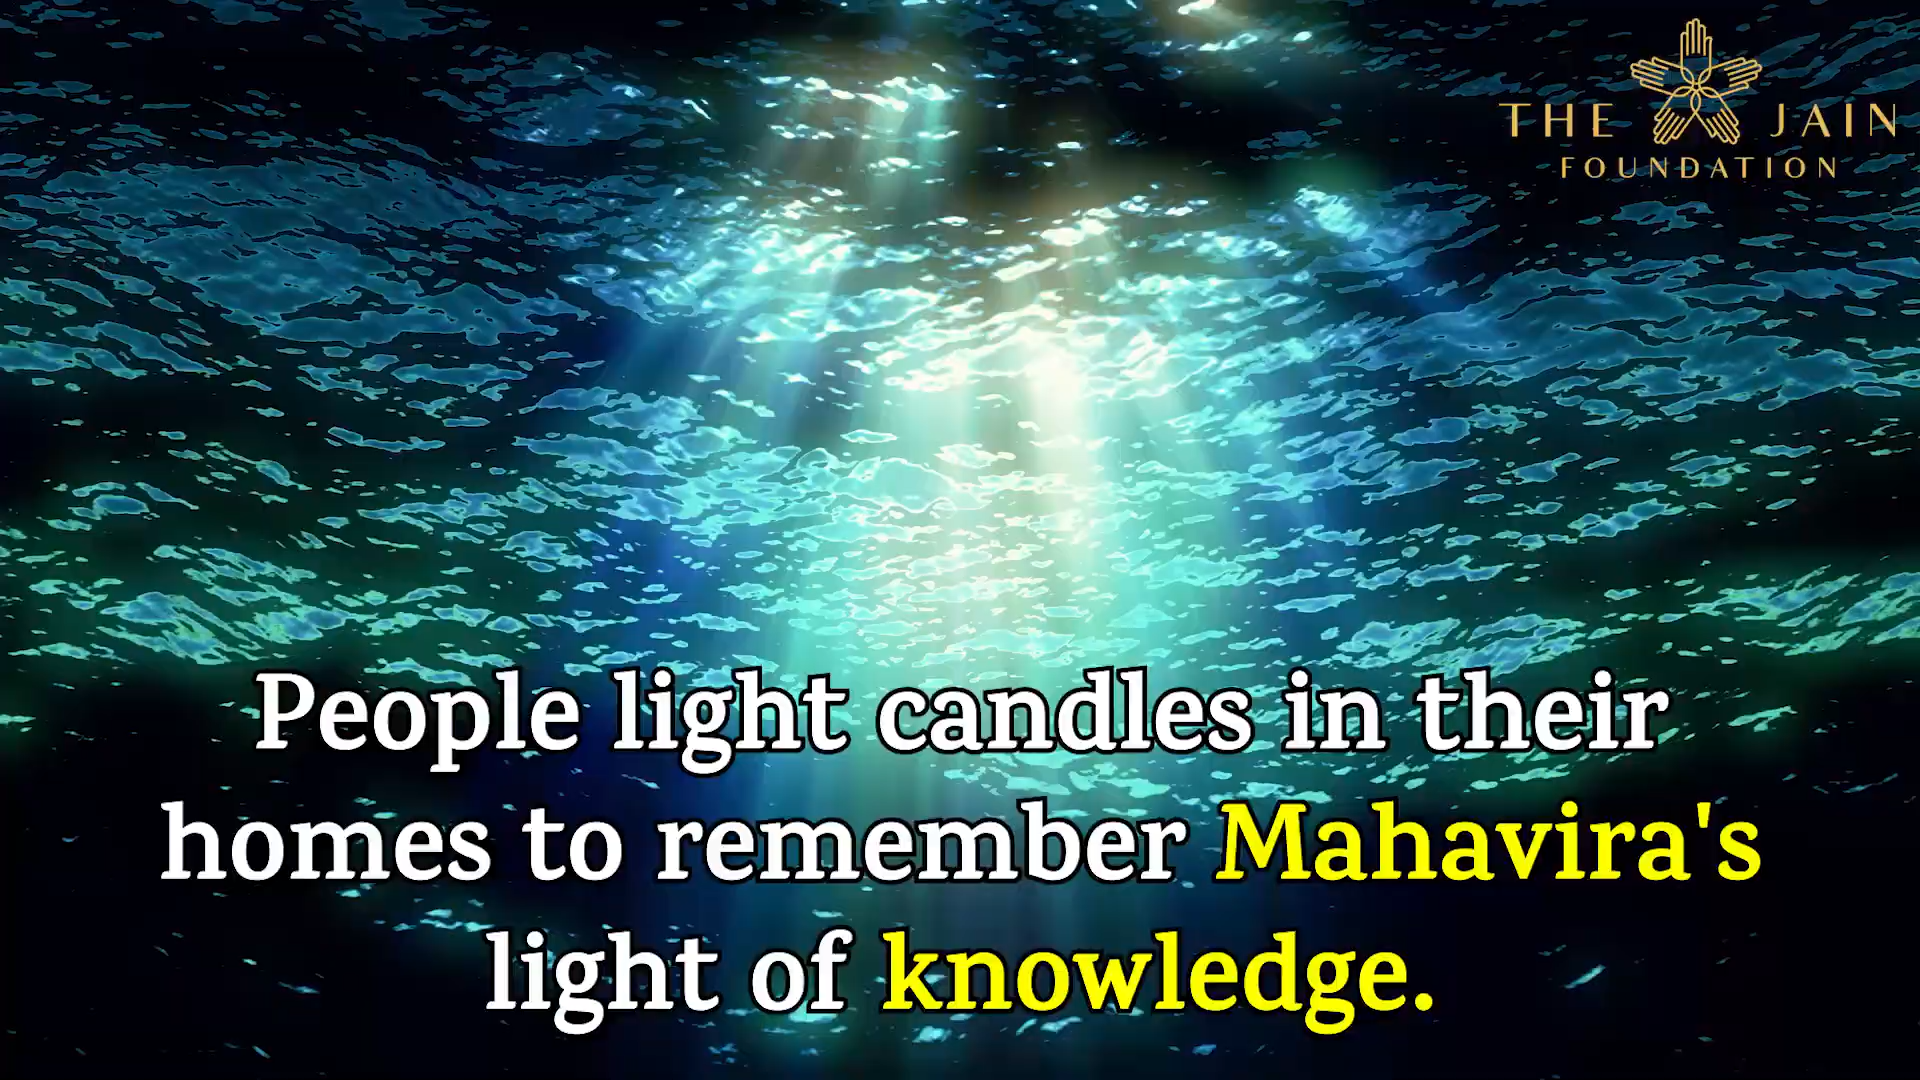 THE JAIN
FOUNDATION
People light candles in their
homes to remember Mahavira's
light of knowledge.